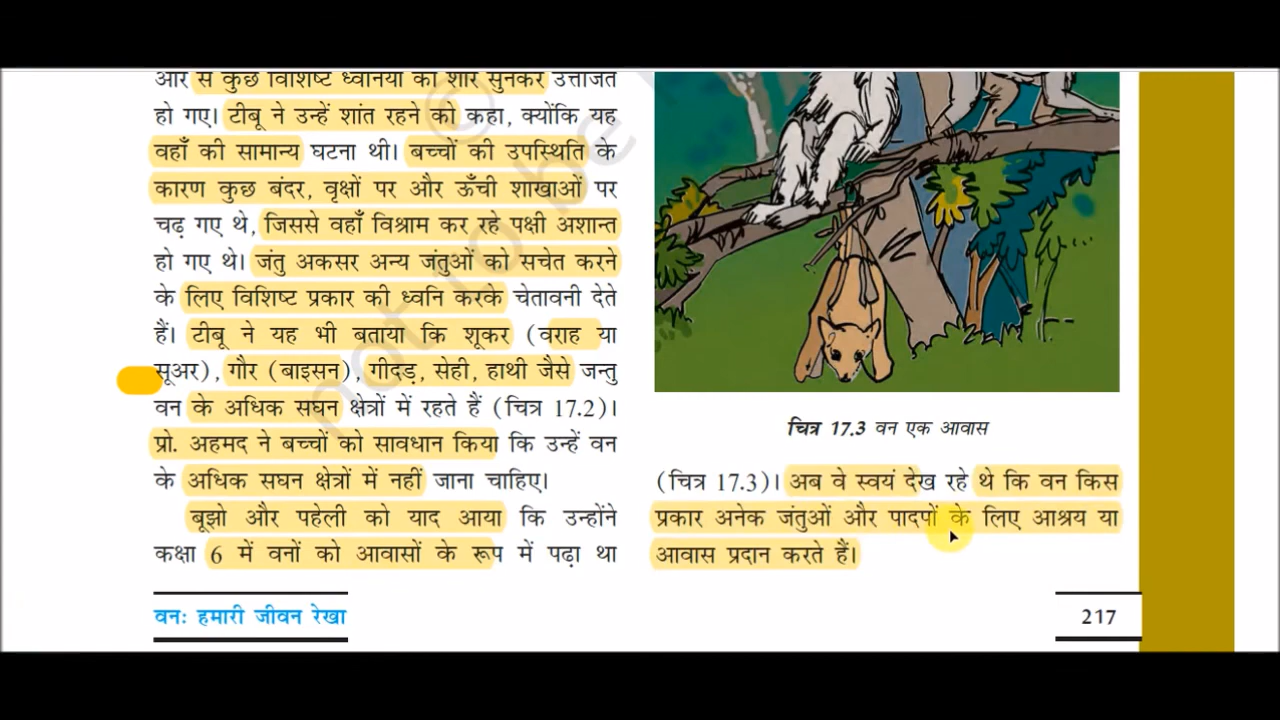 और से कुछ विशिष्ट ध्वनियों का शोर सुनकर उत्तेजित
हो गए। टीबू ने उन्हें शांत रहने को कहा, क्योंकि यह
वहाँ की सामान्य घटना थी। बच्चों की उपस्थिति के
कारण कुछ बंदर, वृक्षों पर और ऊँची शाखाओं पर
चढ़ गए थे, जिससे वहाँ विश्राम कर रहे पक्षी अशान्त
हो गए थे। जंतु अकसर अन्य जंतुओं को सचेत करने
के लिए विशिष्ट प्रकार की ध्वनि करके चेतावनी देते
हैं। टीबू ने यह भी बताया कि शूकर (वराह या
सूअर), गौर (बाइसन), गीदड़, सेही, हाथी जैसे जन्तु
वन के अधिक सघन क्षेत्रों में रहते हैं (चित्र 17.2)।
प्रो. अहमद ने बच्चों को सावधान किया कि उन्हें वन
के अधिक सघन क्षेत्रों में नहीं जाना चाहिए।
बूझो और पहेली को याद आया कि उन्होंने
कक्षा 6 में वनों को आवासों के रूप में पढ़ा था
चित्र 17.3 वन एक आवास
(चित्र 17.3)। अब वे स्वयं देख रहे थे कि वन किस
प्रकार अनेक जंतुओं और पादपों के लिए आश्रय या
आवास प्रदान करते हैं।
वनः हमारी जीवन रेखा
217
not to be